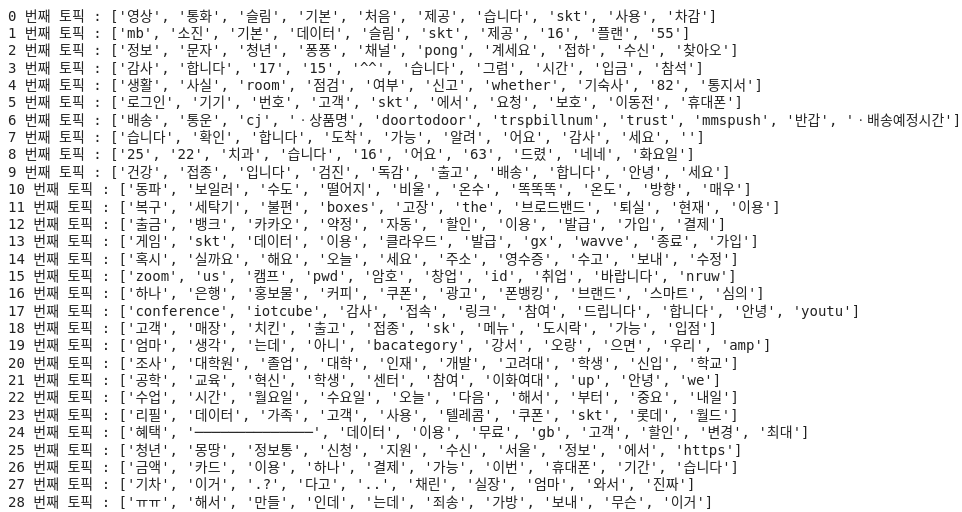 0 번째 토픽 : ['영상', '통화', '슬림', '기본', '처음', '제공', '습니다', 'skt', '사용', '차감']
1 번째 토픽 : ['mb', '소진', '기본', '데이터', '슬림', 'skt', '제공', '16', '플랜', '55']
2 번째 토픽 : ['정보', '문자', '청년', '퐁퐁', '채널', 'pong', '계세요', '접하', '수신', '찾아오']
3 번째 토픽 : ['감사', '합니다', '17', '15', '^^', '습니다', '그럼', '시간', '입금', '참석']
4 번째 토픽 : ['생활', '사실', 'room', '점검', '여부', '신고', 'whether', '기숙사', '82', '통지서']
5 번째 토픽 : ['로그인', '기기', '번호', '고객', 'skt', '에서', '요청', '보호', '이동전', '휴대폰']
6 번째 토픽 : ['배송', '통운', 'cj', 'ㆍ상품명', 'doortodoor', 'trspbillnum', 'trust', 'mmspush', '반갑', 'ㆍ배송예정시간']
7 번째 토픽 : ['습니다', '확인', '합니다', '도착', '가능', '알려', '어요', '감사', '세요', '']
8 번째 토픽 : ['25', '22', '치과', '습니다', '16', '어요', '63', '드렸', '네네', '화요일']
9 번째 토픽 : ['건강', '접종', '입니다', '검진', '독감', '출고', '배송', '합니다', '안녕', '세요']
10 번째 토픽 : ['동파', '보일러', '수도', '떨어지', '비울', '온수', '똑똑똑', '온도', '방향', '매우']
11 번째 토픽 : ['복구', '세탁기', '불편', 'boxes', '고장', 'the', '브로드밴드', '퇴실', '현재', '이용']
12 번째 토픽 : ['출금', '뱅크', '카카오', '약정', '자동', '할인', '이용', '발급', '가입', '결제']
13 번째 토픽 : ['게임', 'skt', '데이터', '이용', '클라우드', '발급', 'gx', 'wavve', '종료', '가입']
14 번째 토픽 : ['혹시', '실까요', '해요', '오늘', '세요', '주소', '영수증', '수고', '보내', '수정']
15 번째 토픽 : ['zoom', 'us', '캠프', 'pwd', '암호', '창업', 'id', '취업', '바랍니다', 'nruw']
16 번째 토픽 : ['하나', '은행', '홍보물', '커피', '쿠폰', '광고', '폰뱅킹', '브랜드', '스마트', '심의']
17 번째 토픽 : ['conference', 'iotcube', '감사', '접속', '링크', '참여', '드립니다', '합니다', '안녕', 'youtu']
18 번째 토픽 : ['고객', '매장', '치킨', '출고', '접종', 'sk', '메뉴', '도시락', '가능', '입점']
19 번째 토픽 : ['엄마', '생각', '는데', '아니', 'bacategory', '강서', '오랑', '으면', '우리', 'amp']
20 번째 토픽 : ['조사', '대학원', '졸업', '대학', '인재', '개발', '고려대', '학생', '신입', '학교']
21 번째 토픽 : ['공학', '교육', '혁신', '학생', '센터', '참여', '이화여대', 'up', '안녕', 'we']
22 번째 토픽 : ['수업', '시간', '월요일', '수요일', '오늘', '다음', '해서', '부터', '중요', '내일']
23 번째 토픽 : ['리필', '데이터', '가족', '고객', '사용', '텔레콤', '쿠폰', 'skt', '롯데', '월드']
24 번째 토픽 : ['혜택', '──────────────', '데이터', '이용', '무료', 'gb', '고객', '할인', '변경', '최대']
25 번째 토픽 : ['청년', '몽땅', '정보통', '신청', '지원', '수신', '서울', '정보', '에서', 'https']
26 번째 토픽 : ['금액', '카드', '이용', '하나', '결제', '가능', '이번', '휴대폰', '기간', '습니다']
27 번째 토픽 : ['기차', '이거', '.?', '다고', '..', '채린', '실장', '엄마', '와서', '진짜']
28 번째 토픽 : ['ㅠㅠ', '해서', '만들', '인데', '는데', '죄송', '가방', '보내', '무슨', '이거']